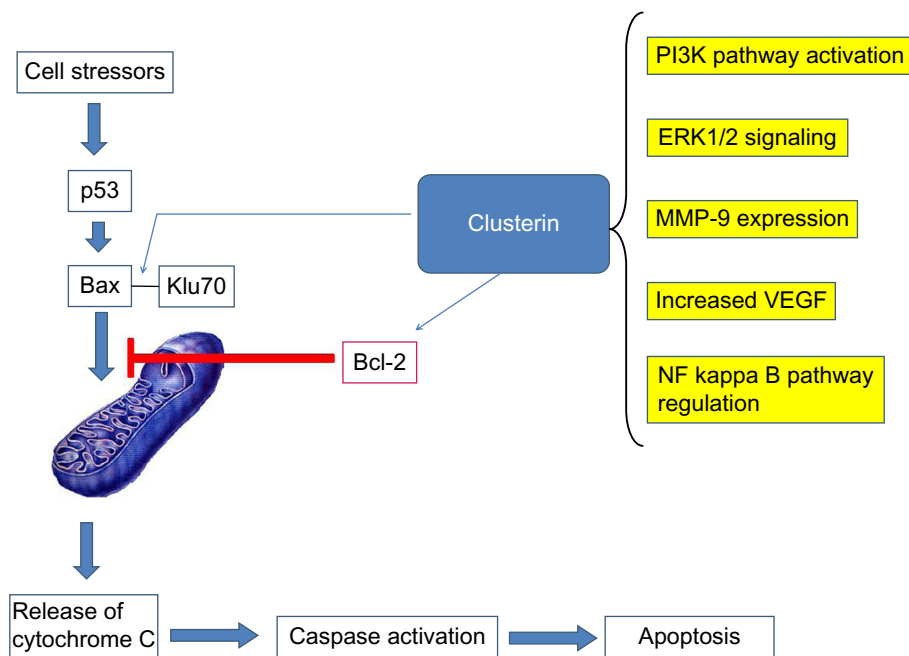 Cell stressors
p53
Bax
Klu70
Clusterin
Bcl-2
PI3K pathway activation
ERK1/2 signaling
MMP-9 expression
Increased VEGF
NF kappa B pathway
regulation
Release of
cytochrome C
Caspase activation
Apoptosis